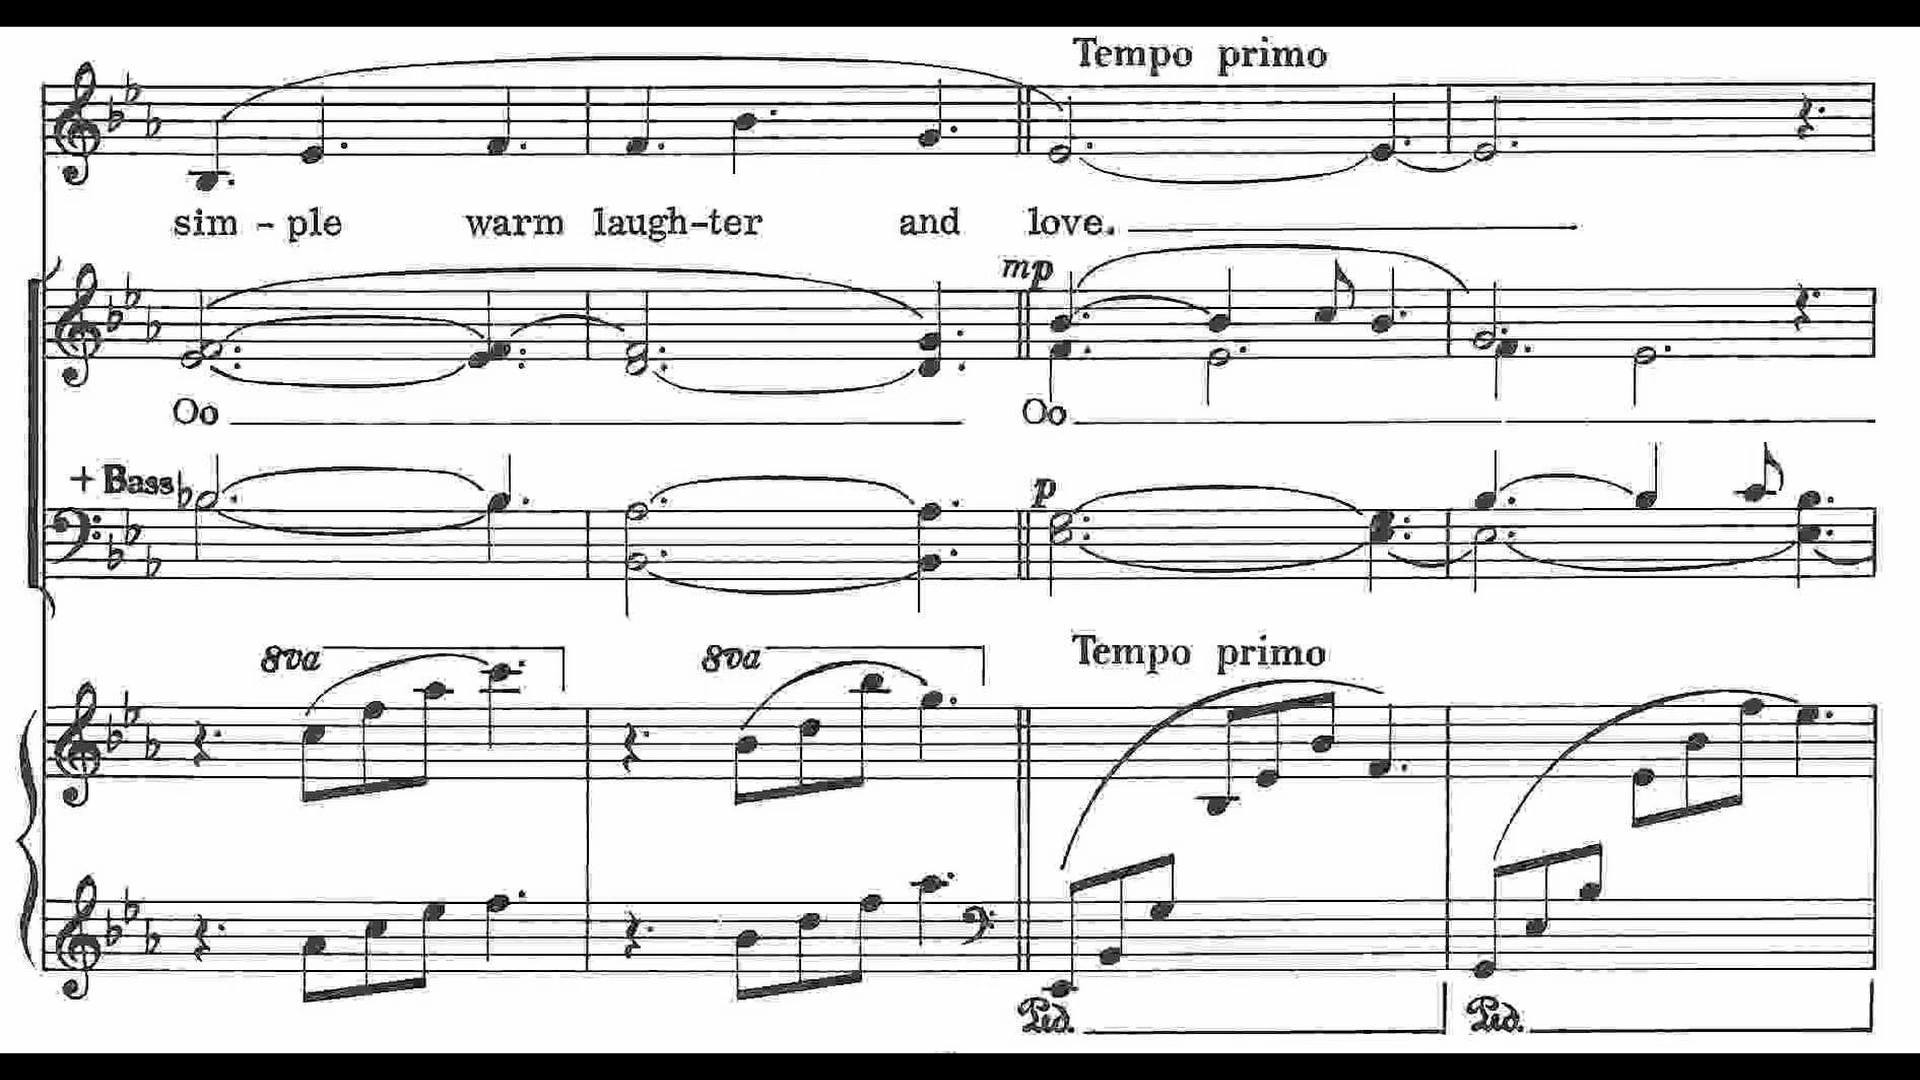 Tempo primo
sim - ple warm laugh-ter and love.
mp
Oo Oo
+ Bass p
8va 8va Tempo primo
Ped. Ped.